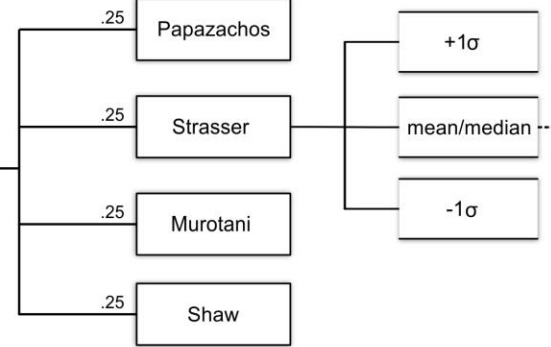 .25
Papazachos
.25
Strasser
.25
Murotani
.25
Shaw
+1σ
mean/median
-1σ